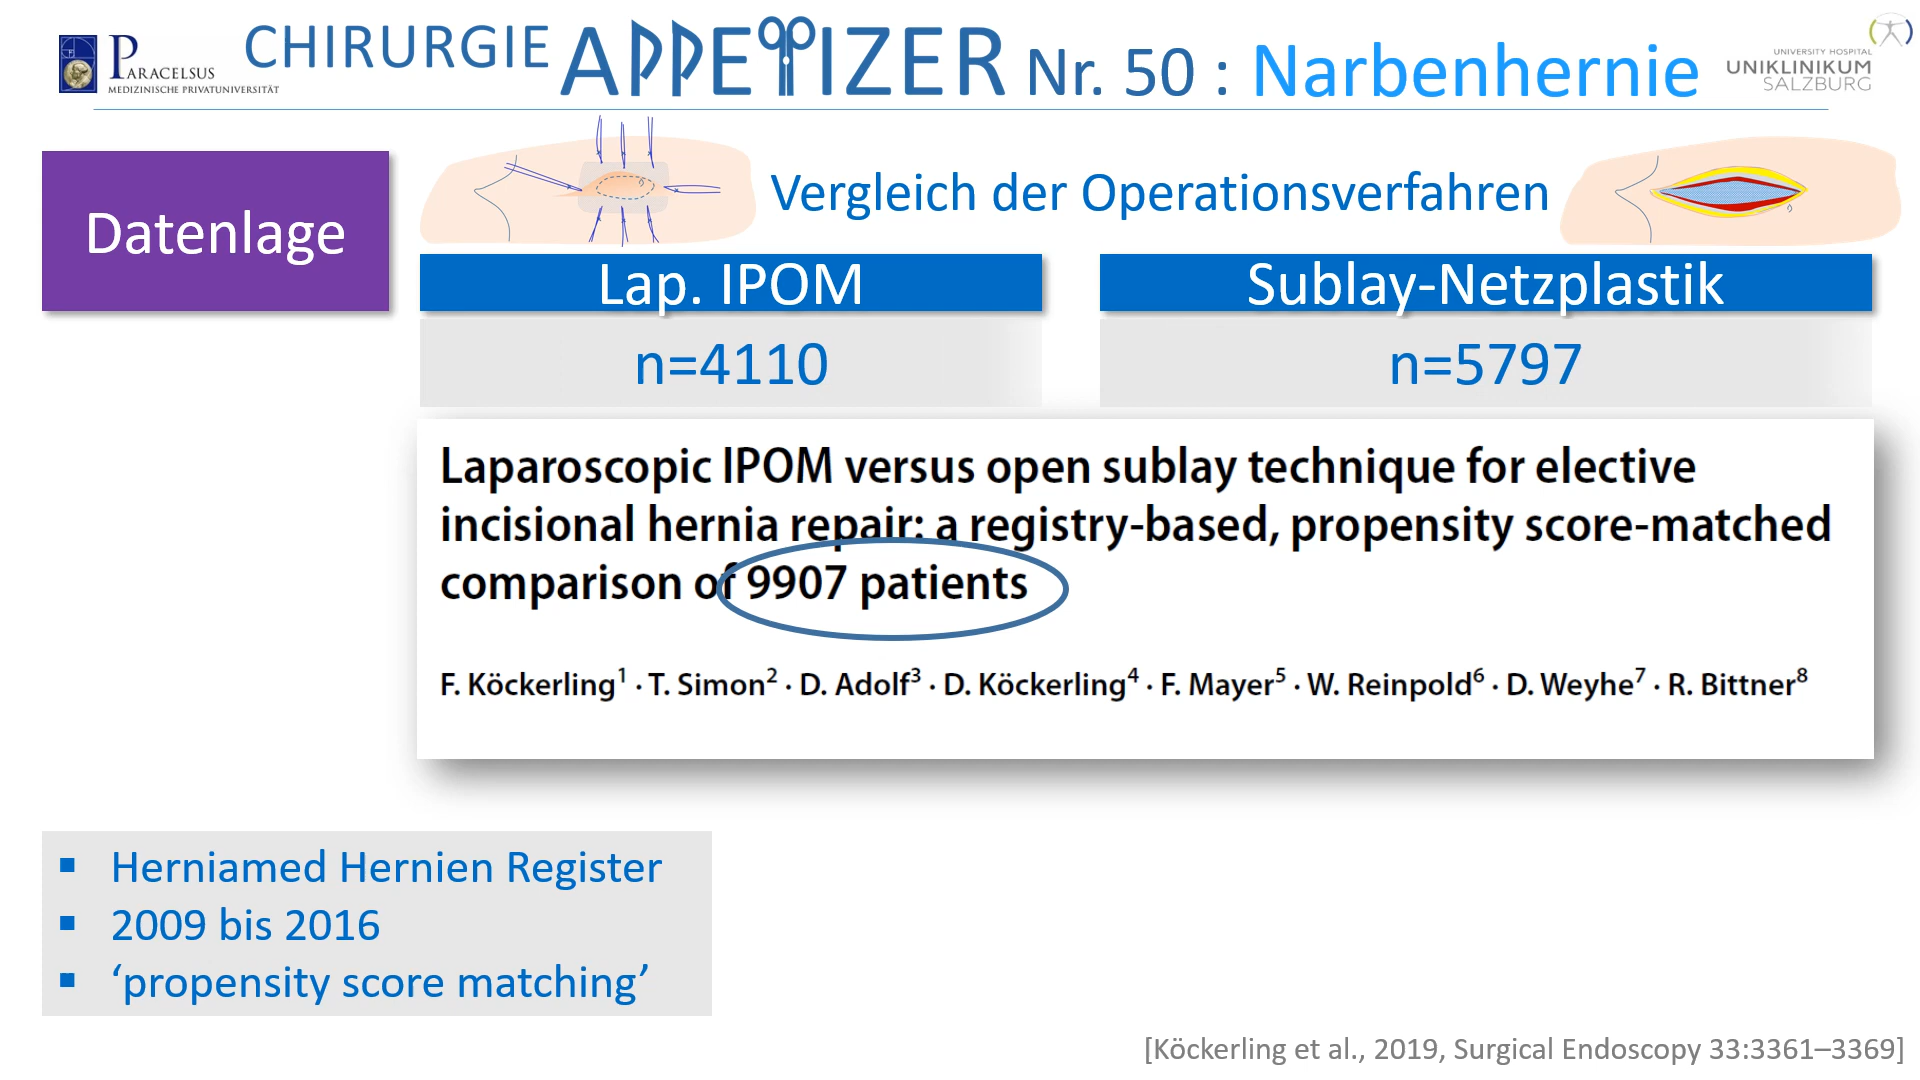 PARACELSUS
MEDIZINISCHE PRIVATUNIVERSITÄT
CHIRURGIE APPETIZER Nr. 50 : Narbenhernie
UNIVERSITY HOSPITAL
UNIKLINIKUM
SALZBURG
Datenlage
Vergleich der Operationsverfahren
Lap. IPOM
Sublay-Netzplastik
n=4110
n=5797
Laparoscopic IPOM versus open sublay technique for elective
incisional hernia repair: a registry-based, propensity score-matched
comparison of 9907 patients
F. Köckerling1 · T. Simon2 · D. Adolf3 · D. Köckerling4 · F. Mayer5 · W. Reinpold6 · D. Weyhe7 · R. Bittner8
▪ Herniamed Hernien Register
▪ 2009 bis 2016
▪ ‘propensity score matching’
[Köckerling et al., 2019, Surgical Endoscopy 33:3361–3369]